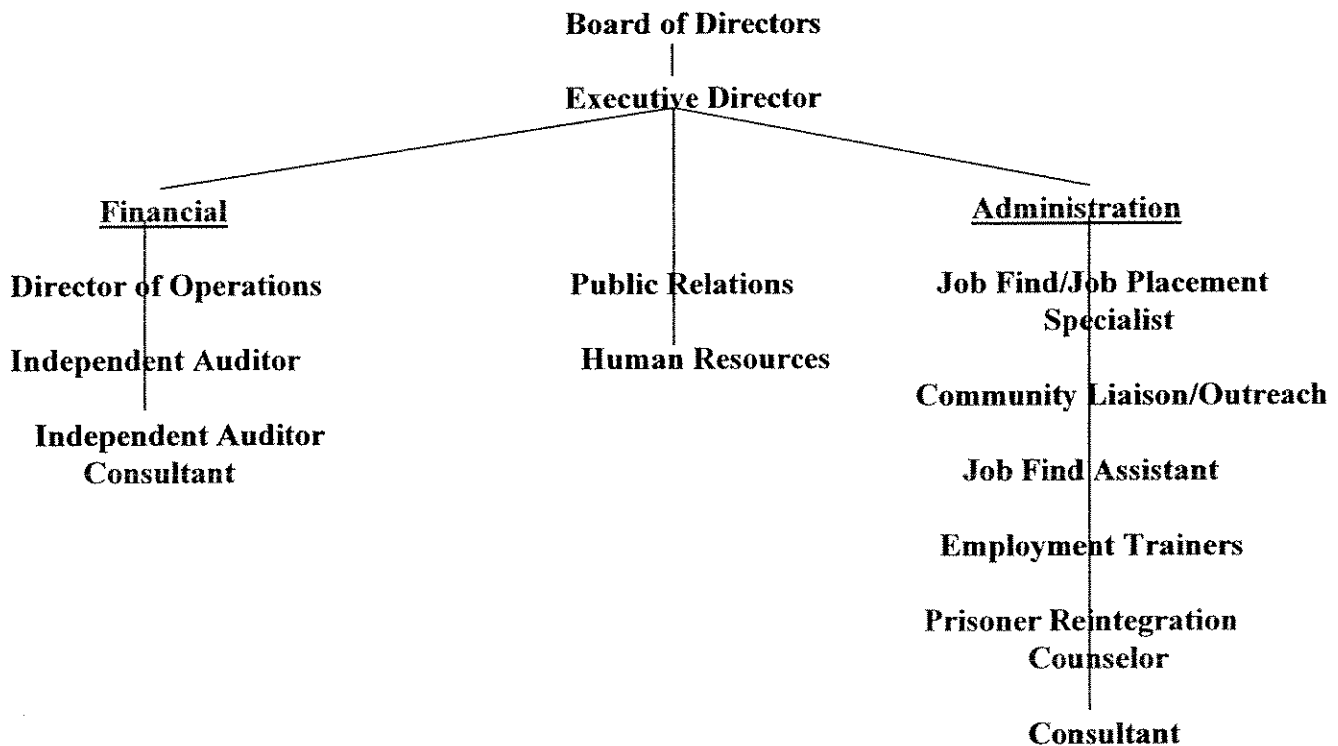 Board of Directors
Executive Director
Financial
Director of Operations
Independent Auditor
Independent Auditor
Consultant
Public Relations
Human Resources
Administration
Job Find/Job Placement
Specialist
Community Liaison/Outreach
Job Find Assistant
Employment Trainers
Prisoner Reintegration
Counselor
Consultant